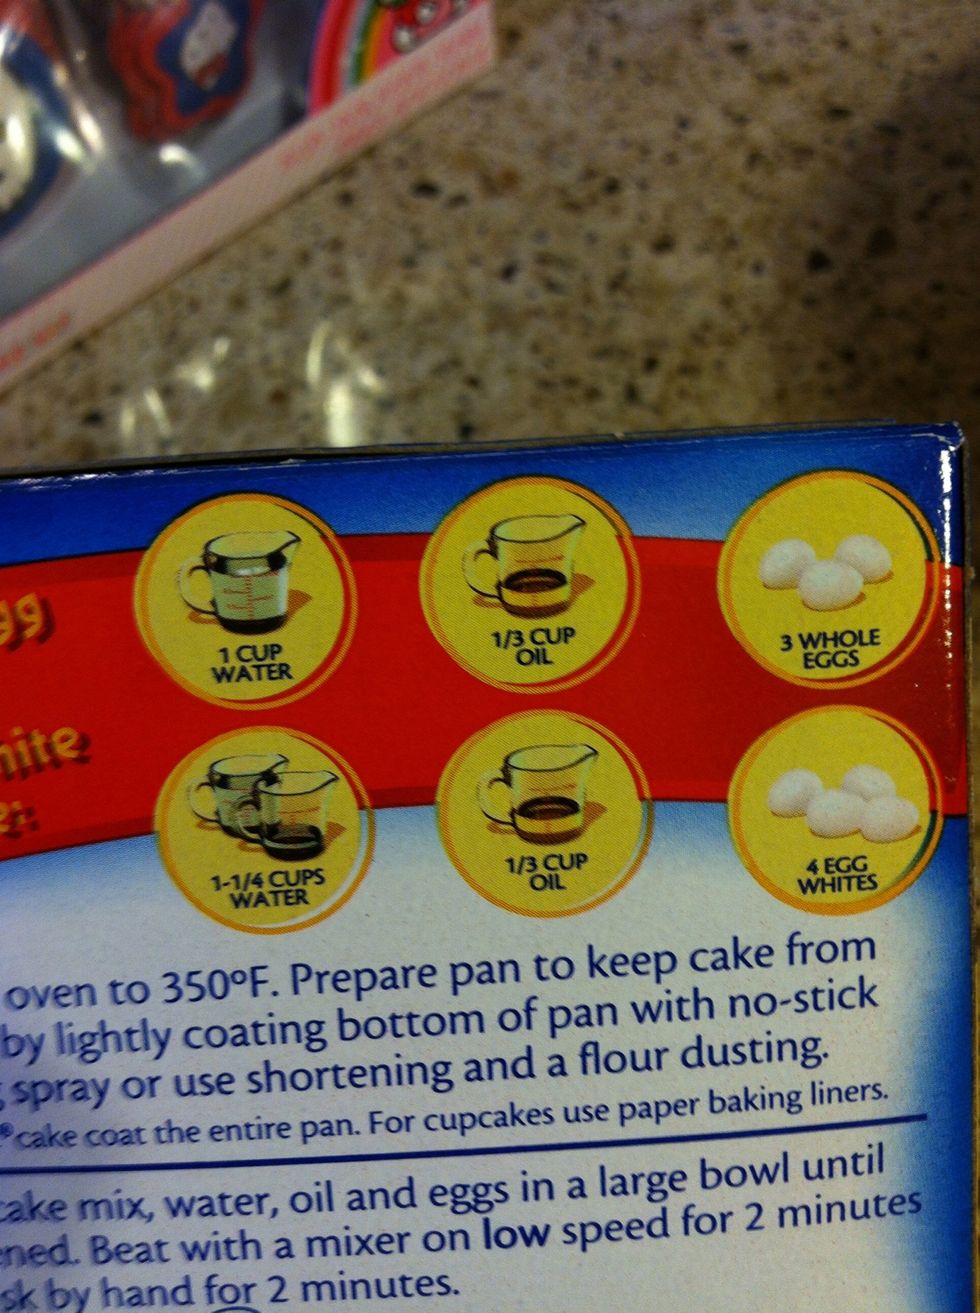 1 CUP
WATER
1/3 CUP
OIL
3 WHOLE
EGGS
1-1/4 CUPS
WATER
1/3 CUP
OIL
4 EGG
WHITES
oven to 350ºF. Prepare pan to keep cake from
by lightly coating bottom of pan with no-stick
spray or use shortening and a flour dusting.
cake coat the entire pan. For cupcakes use paper baking liners.
cake mix, water, oil and eggs in a large bowl until
Beat with a mixer on low speed for 2 minutes
by hand for 2 minutes.